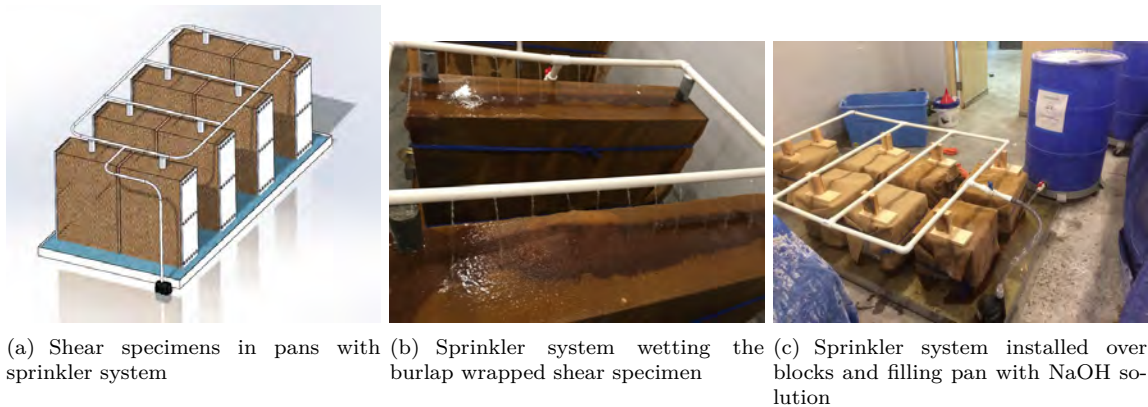 (a) Shear specimens in pans with
sprinkler system
(b) Sprinkler system wetting the
burlap wrapped shear specimen
(c) Sprinkler system installed over
blocks and filling pan with NaOH so-
lution